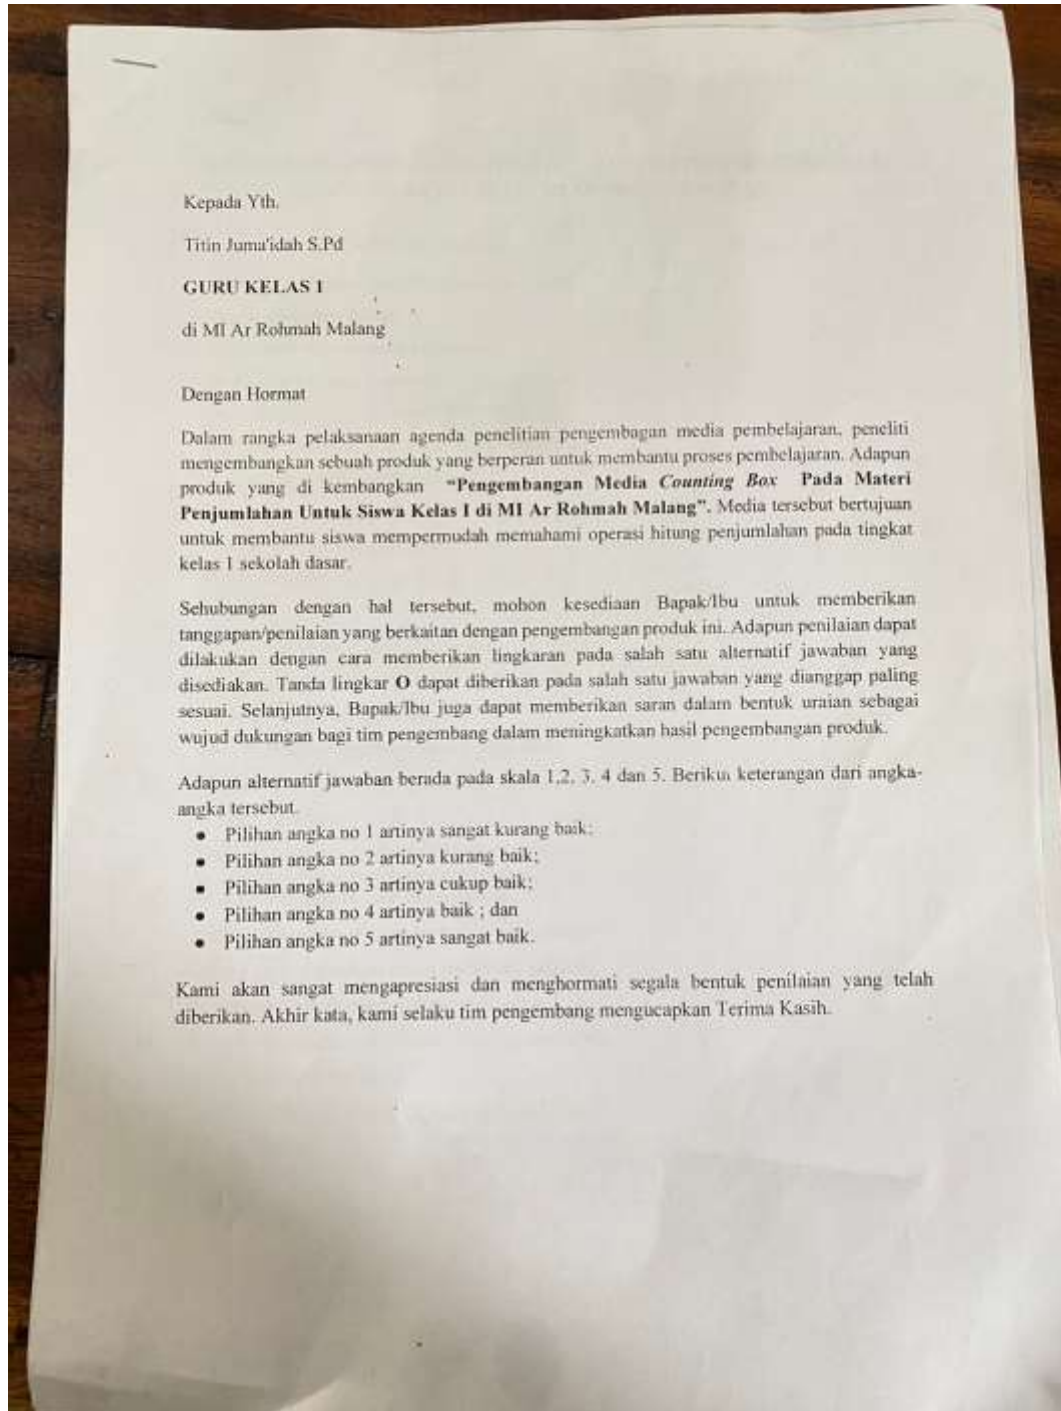 Kepada Yth.
Titin Juma'idah S.Pd
GURU KELAS I
di MI Ar Rohmah Malang
Dengan Hormat
Dalam rangka pelaksanaan agenda penelitian pengembagan media pembelajaran, peneliti
mengembangkan sebuah produk yang berperan untuk membantu proses pembelajaran. Adapun
produk yang di kembangkan "Pengembangan Media Counting Box Pada Materi
Penjumlahan Untuk Siswa Kelas I di MI Ar Rohmah Malang". Media tersebut bertujuan
untuk membantu siswa mempermudah memahami operasi hitung penjumlahan pada tingkat
kelas 1 sekolah dasar.
Sehubungan dengan hal tersebut, mohon kesediaan Bapak/Ibu untuk memberikan
tanggapan/penilaian yang berkaitan dengan pengembangan produk ini. Adapun penilaian dapat
dilakukan dengan cara memberikan lingkaran pada salah satu alternatif jawaban yang
disediakan. Tanda lingkar O dapat diberikan pada salah satu jawaban yang dianggap paling
sesuai. Selanjutnya, Bapak/Ibu juga dapat memberikan saran dalam bentuk uraian sebagai
wujud dukungan bagi tim pengembang dalam meningkatkan hasil pengembangan produk.
Adapun alternatif jawaban berada pada skala 1,2, 3, 4 dan 5. Berikut keterangan dari angka-
angka tersebut.
• Pilihan angka no 1 artinya sangat kurang baik;
• Pilihan angka no 2 artinya kurang baik;
• Pilihan angka no 3 artinya cukup baik;
• Pilihan angka no 4 artinya baik ; dan
• Pilihan angka no 5 artinya sangat baik.
Kami akan sangat mengapresiasi dan menghormati segala bentuk penilaian yang telah
diberikan. Akhir kata, kami selaku tim pengembang mengucapkan Terima Kasih.